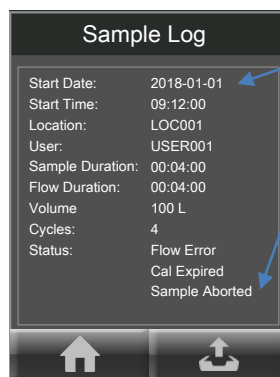 Sample Log
Start Date: 2018-01-01
Start Time: 09:12:00
Location: LOC001
User: USER001
Sample Duration: 00:04:00
Flow Duration: 00:04:00
Volume 100 L
Cycles: 4
Status: Flow Error
Cal Expired
Sample Aborted